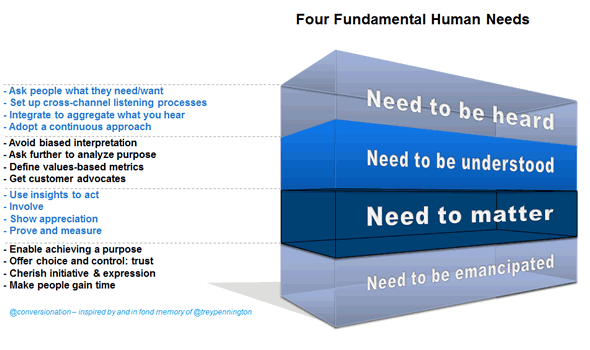 Four Fundamental Human Needs
- Ask people what they need/want
- Set up cross-channel listening processes
- Integrate to aggregate what you hear
- Adopt a continuous approach
Need to be heard
- Avoid biased interpretation
- Ask further to analyze purpose
- Define values-based metrics
- Get customer advocates
Need to be understood
- Use insights to act
- Involve
- Show appreciation
- Prove and measure
Need to matter
- Enable achieving a purpose
- Offer choice and control: trust
- Cherish initiative & expression
- Make people gain time
Need to be emancipated
@conversionation – inspired by and in fond memory of @treypennington